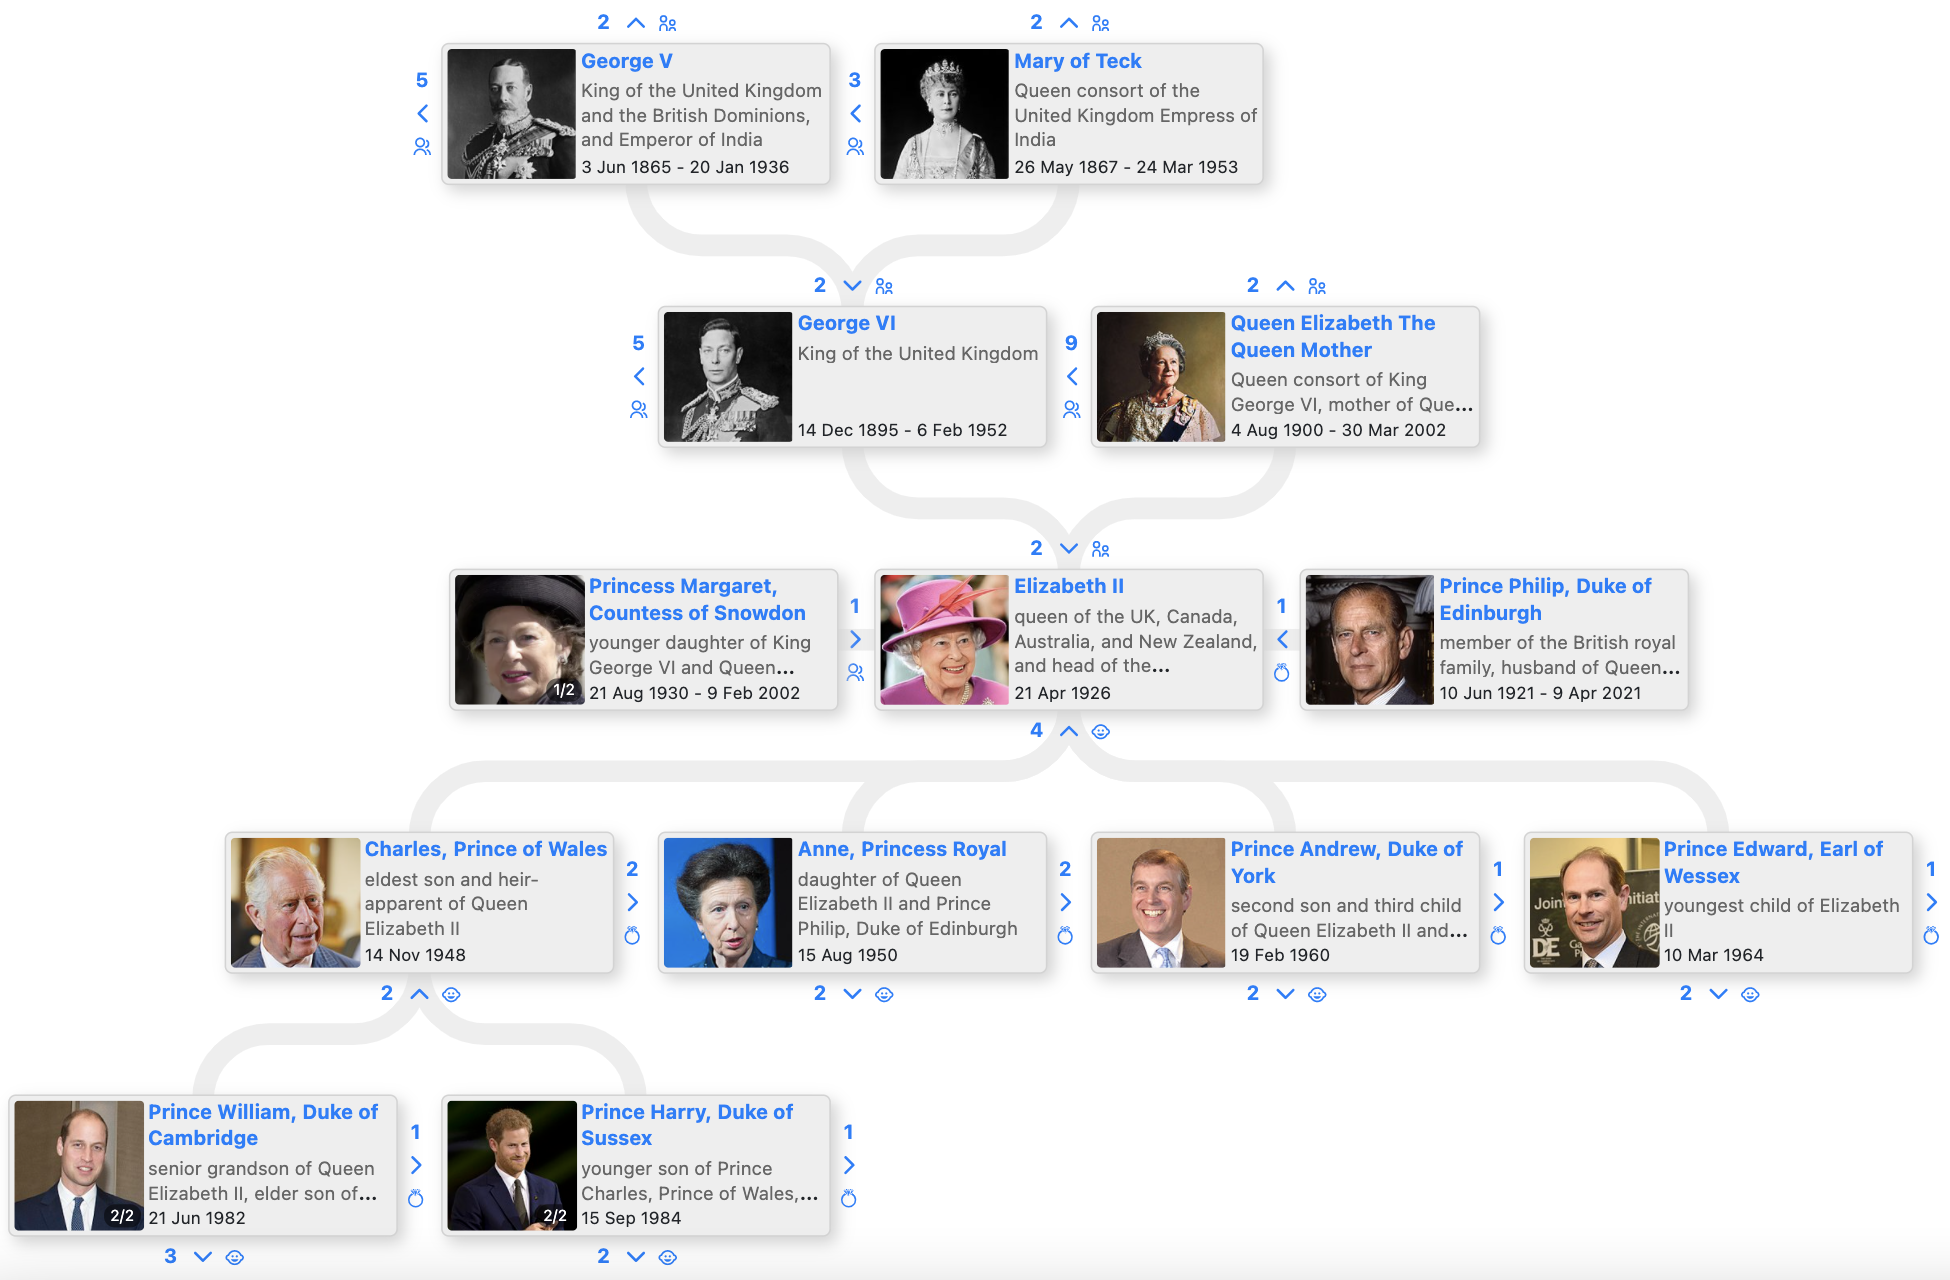 2
2
5
George V
King of the United Kingdom
and the British Dominions,
and Emperor of India
3 Jun 1865 - 20 Jan 1936
3
Mary of Teck
Queen consort of the
United Kingdom Empress of
India
26 May 1867 - 24 Mar 1953
2
2
5
George VI
King of the United Kingdom
14 Dec 1895 - 6 Feb 1952
9
Queen Elizabeth The
Queen Mother
Queen consort of King
George VI, mother of Que...
4 Aug 1900 - 30 Mar 2002
2
Princess Margaret,
Countess of Snowdon
younger daughter of King
George VI and Queen...
21 Aug 1930 - 9 Feb 2002
1/2
1
Elizabeth II
queen of the UK, Canada,
Australia, and New Zealand,
and head of the...
21 Apr 1926
1
Prince Philip, Duke of
Edinburgh
member of the British royal
family, husband of Queen...
10 Jun 1921 - 9 Apr 2021
4
Charles, Prince of Wales
eldest son and heir-
apparent of Queen
Elizabeth II
14 Nov 1948
2
Anne, Princess Royal
daughter of Queen
Elizabeth II and Prince
Philip, Duke of Edinburgh
15 Aug 1950
2
Prince Andrew, Duke of
York
second son and third child
of Queen Elizabeth II and...
19 Feb 1960
1
Join
nitiat
DE
Prince Edward, Earl of
Wessex
youngest child of Elizabeth
II
10 Mar 1964
1
2
2
2
2
Prince William, Duke of
Cambridge
senior grandson of Queen
Elizabeth II, elder son of...
21 Jun 1982
2/2
1
Prince Harry, Duke of
Sussex
younger son of Prince
Charles, Prince of Wales,...
15 Sep 1984
2/2
1
3
2